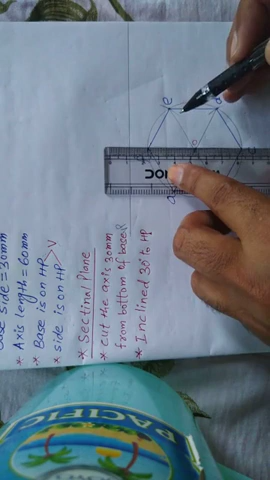 Base side = 30mm
* Axis length = 60mm
* Base is on HP
* side is on HP > V
* Sectinal Plane
* cut the axis 30mm
from bottom of base
* Inclined 30° to HP
PACIFIC
e
d
o
c
a